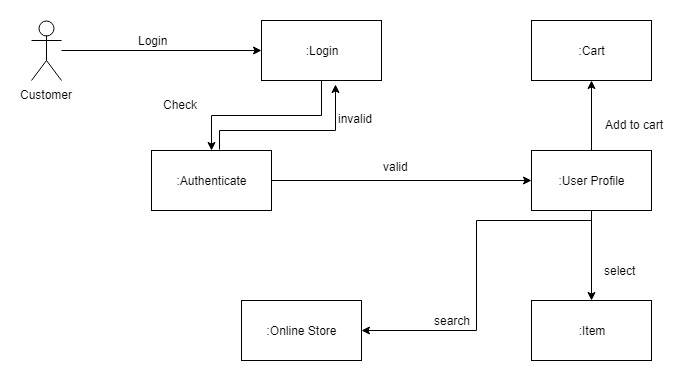 Login
:Login
:Cart
Customer
Check
invalid
Add to cart
:Authenticate
valid
:User Profile
select
search
:Online Store
:Item